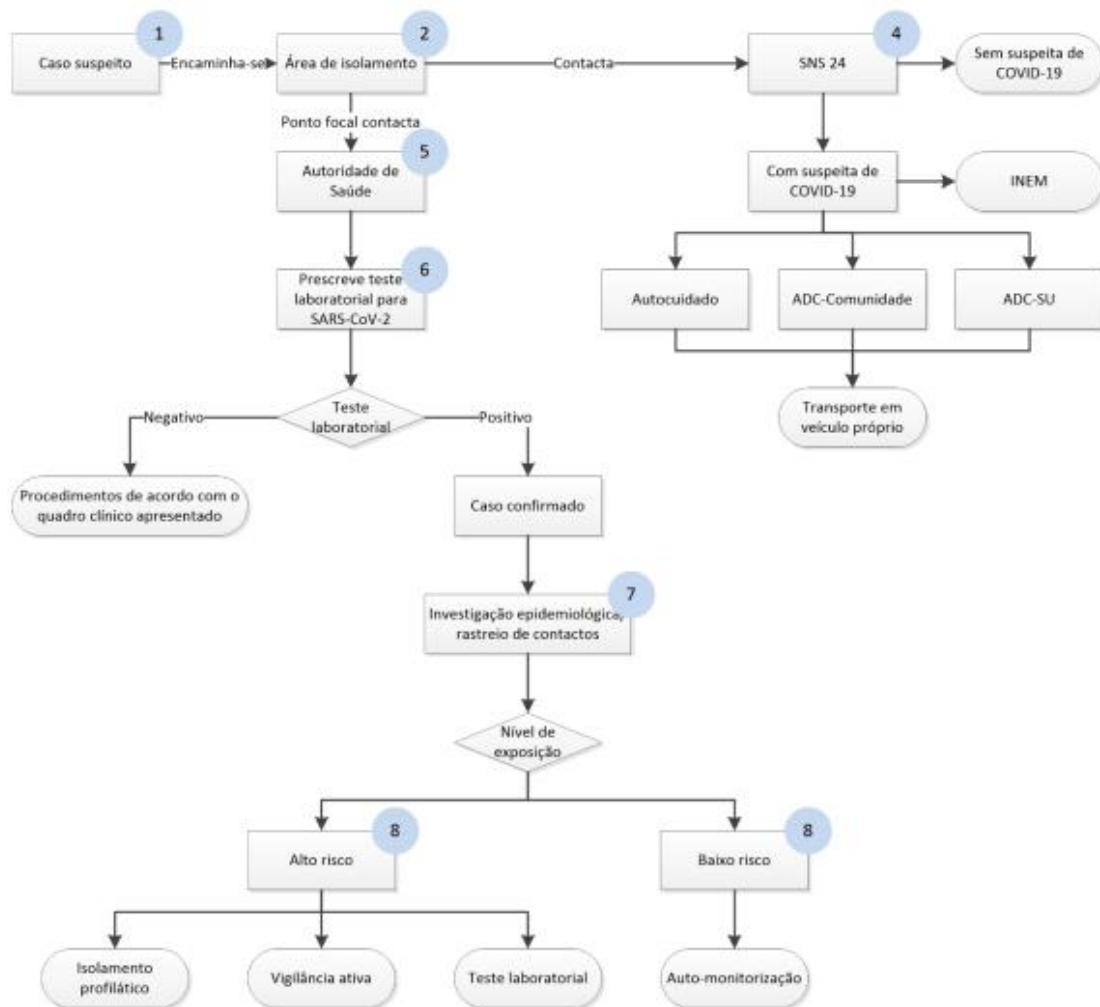 1
2
4
Caso suspeito
Encaminha-se
Área de isolamento
Contacta
SNS 24
Sem suspeita de
COVID-19
Ponto focal contacta
5
Autoridade de
Saúde
Com suspeita de
COVID-19
INEM
6
Prescreve teste
laboratorial para
SARS-CoV-2
Autocuidado
ADC-Comunidade
ADC-SU
Negativo
Teste
laboratorial
Positivo
Transporte em
veículo próprio
Procedimentos de acordo com o
quadro clínico apresentado
Caso confirmado
7
Investigação epidemiológica,
rastreio de contactos
Nível de
exposição
8
8
Alto risco
Baixo risco
Isolamento
profilático
Vigilância ativa
Teste laboratorial
Auto-monitorização